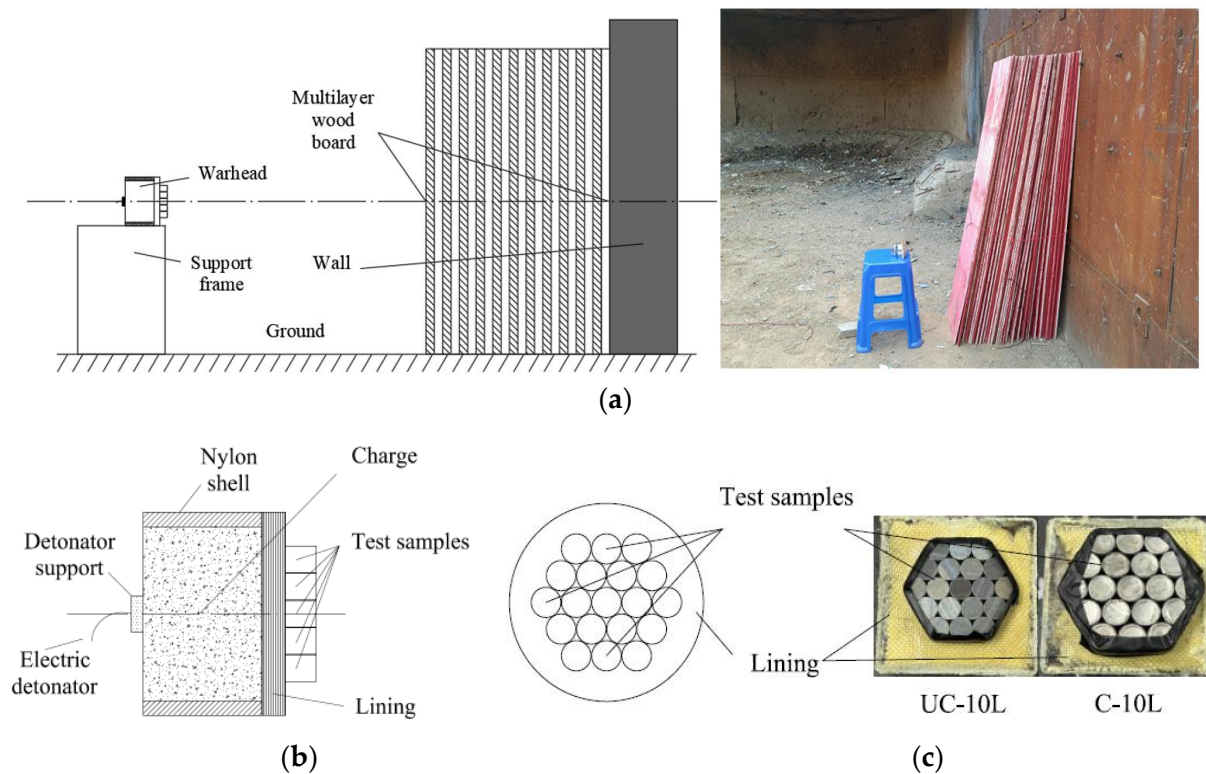 Multilayer
wood
board
Warhead
Support
frame
Wall
Ground
(a)
Nylon
shell
Charge
Detonator
support
Test samples
Electric
detonator
Lining
(b)
Test samples
Lining
UC-10L
C-10L
(c)